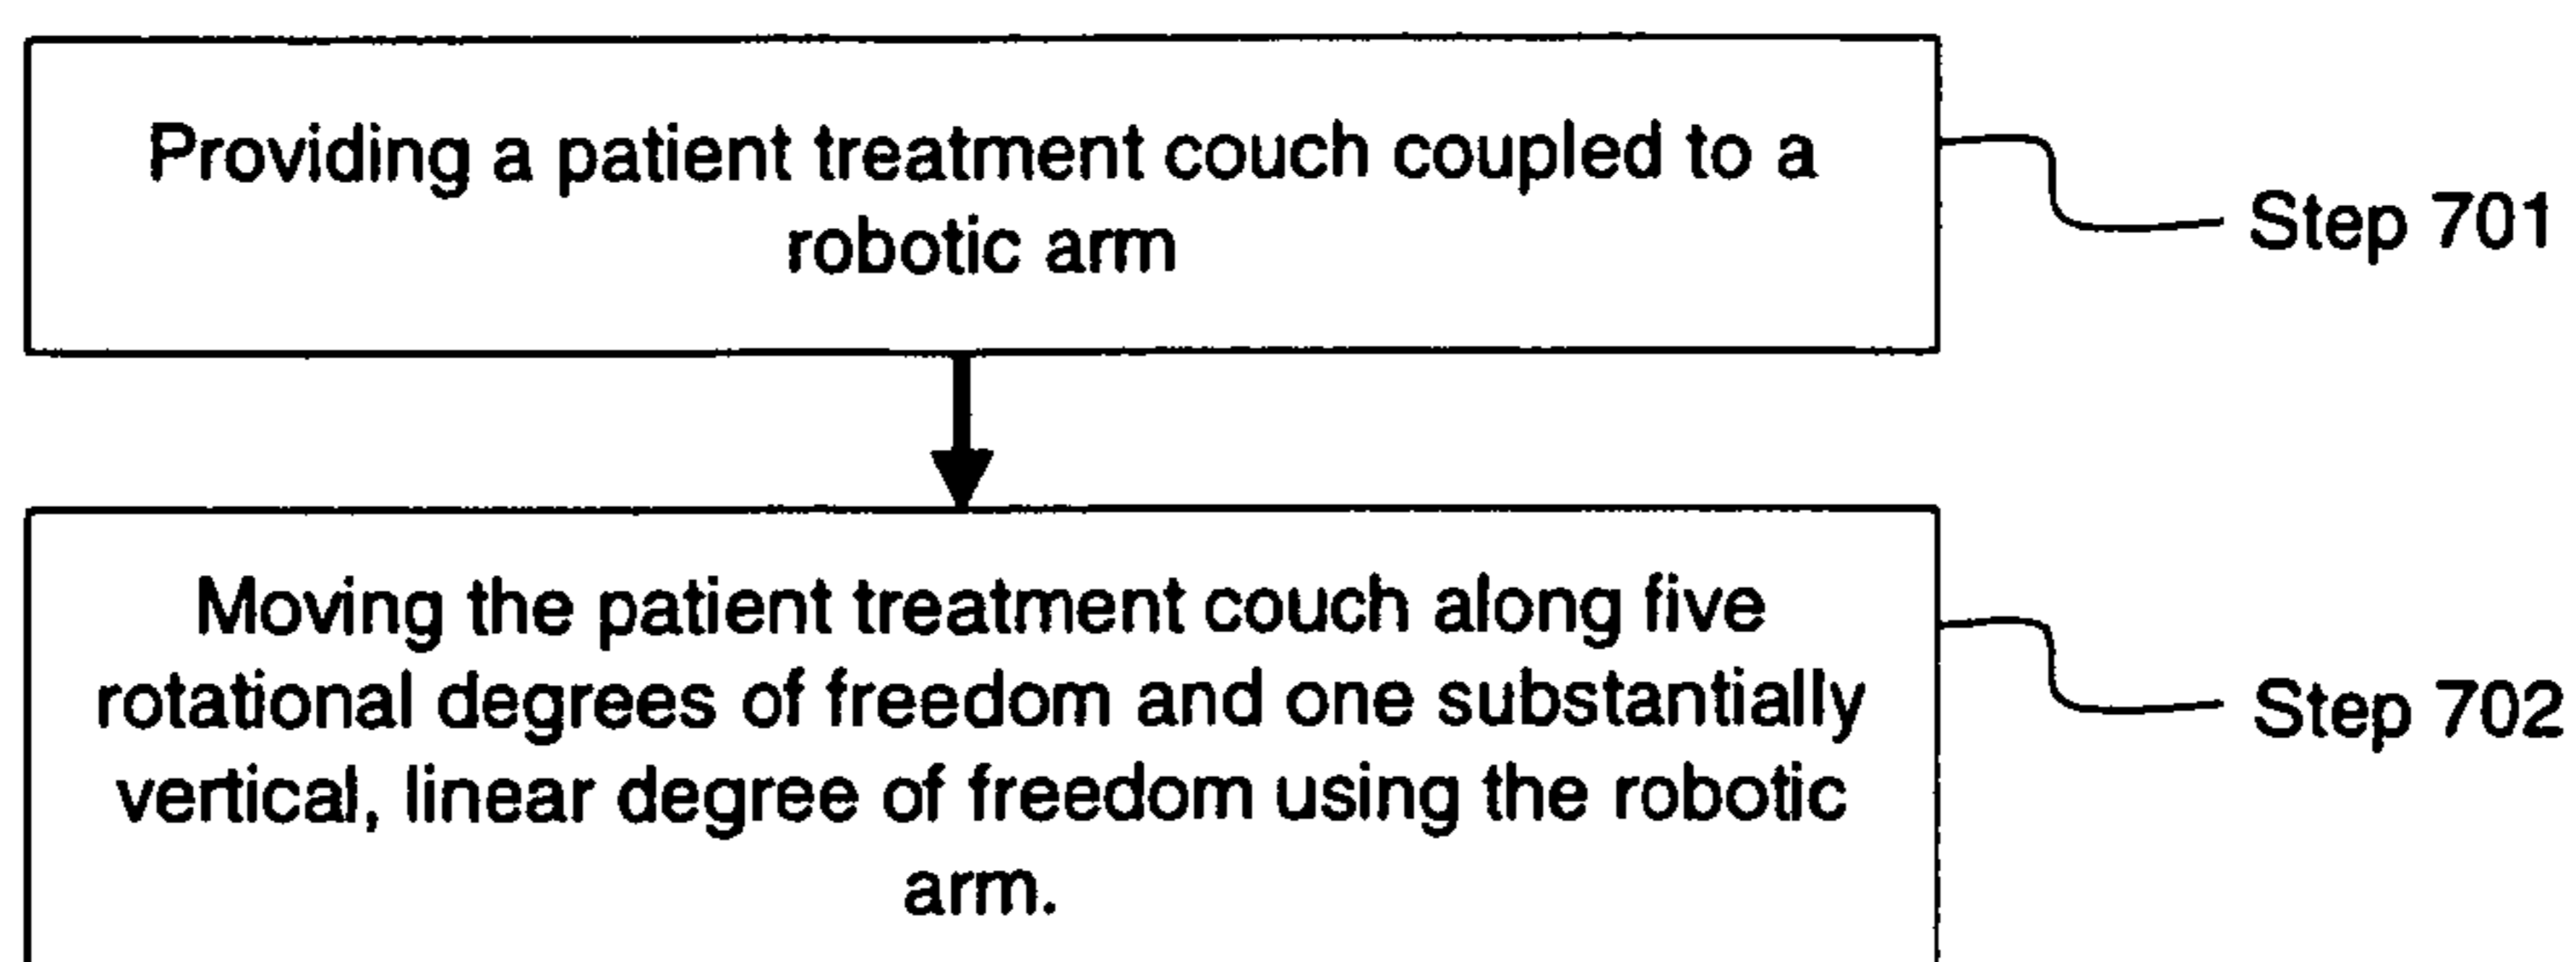 Providing a patient treatment couch coupled to a
robotic arm
Step 701
Moving the patient treatment couch along five
rotational degrees of freedom and one substantially
vertical, linear degree of freedom using the robotic
arm.
Step 702